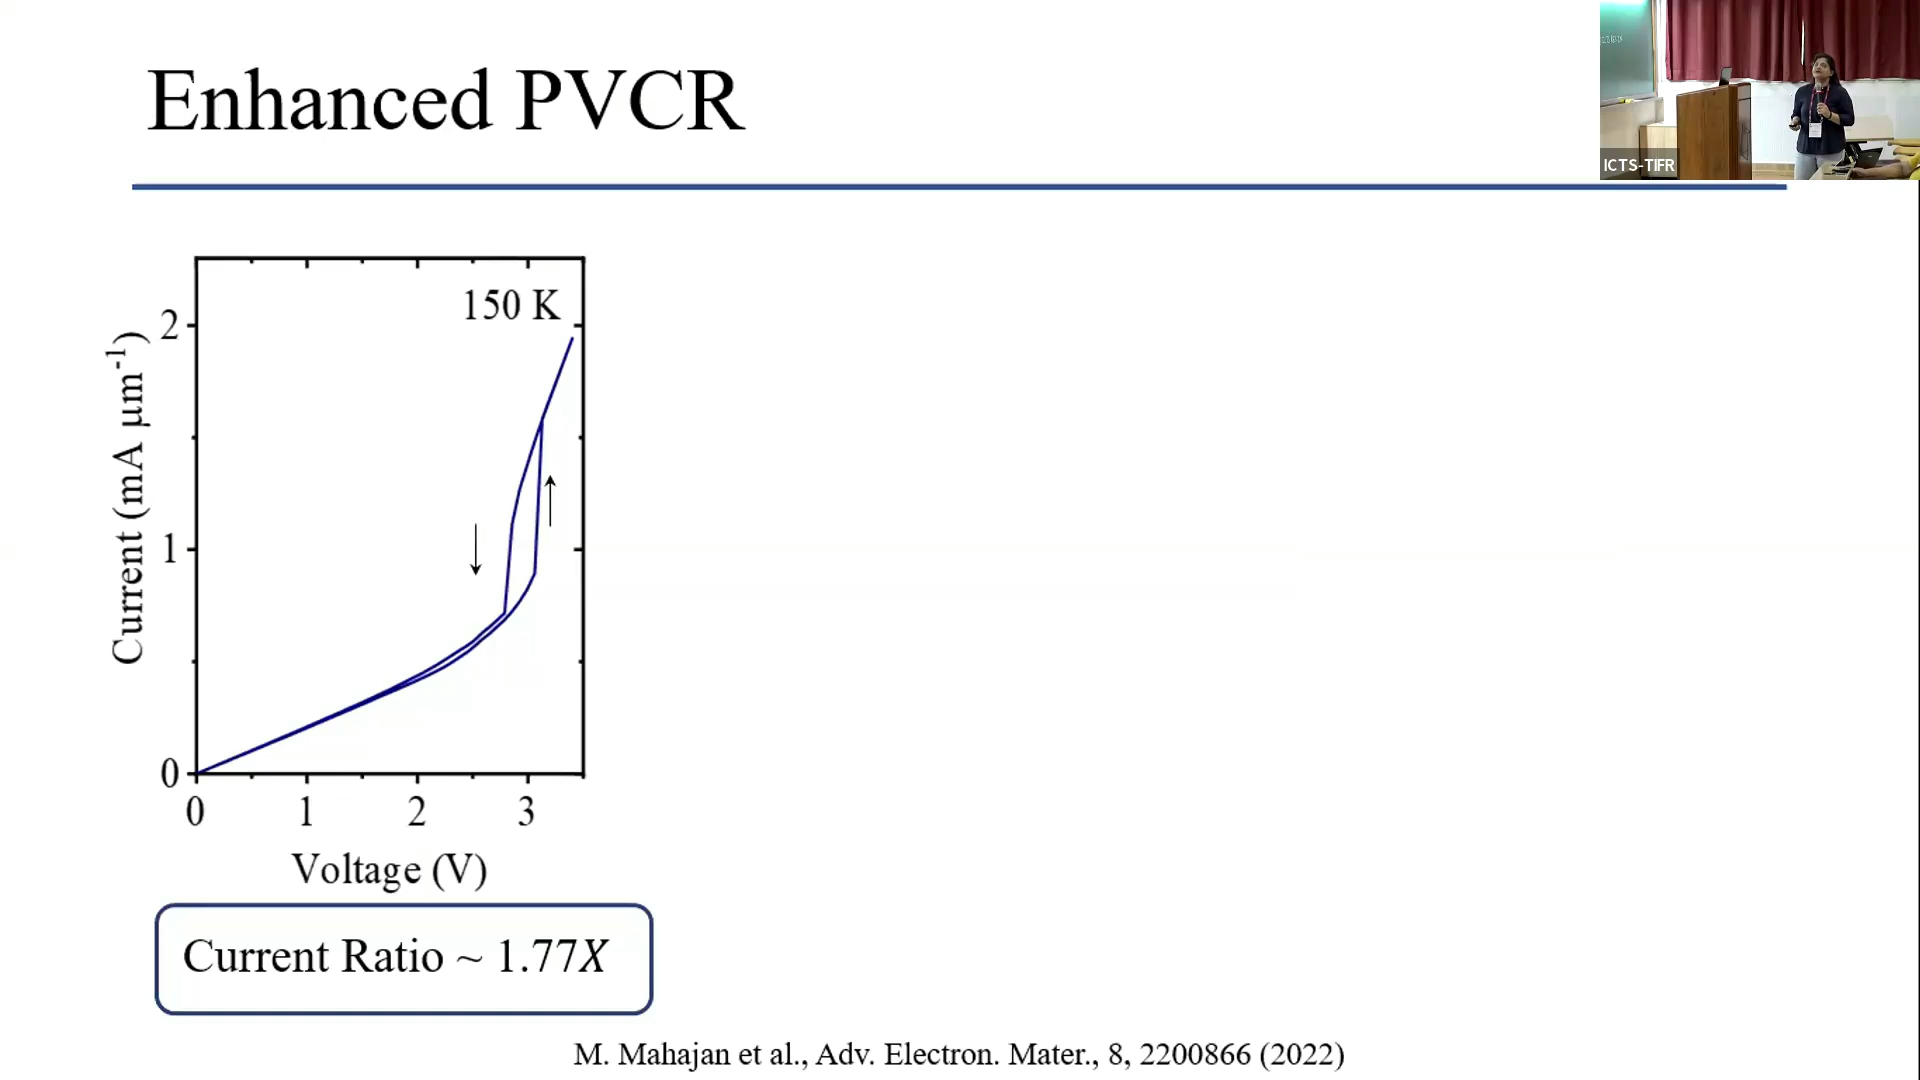 Enhanced PVCR
ICTS-TIFR
150 K
2
1
0
Current (mA µm⁻¹)
0 1 2 3
Voltage (V)
Current Ratio ~ 1.77X
M. Mahajan et al., Adv. Electron. Mater., 8, 2200866 (2022)